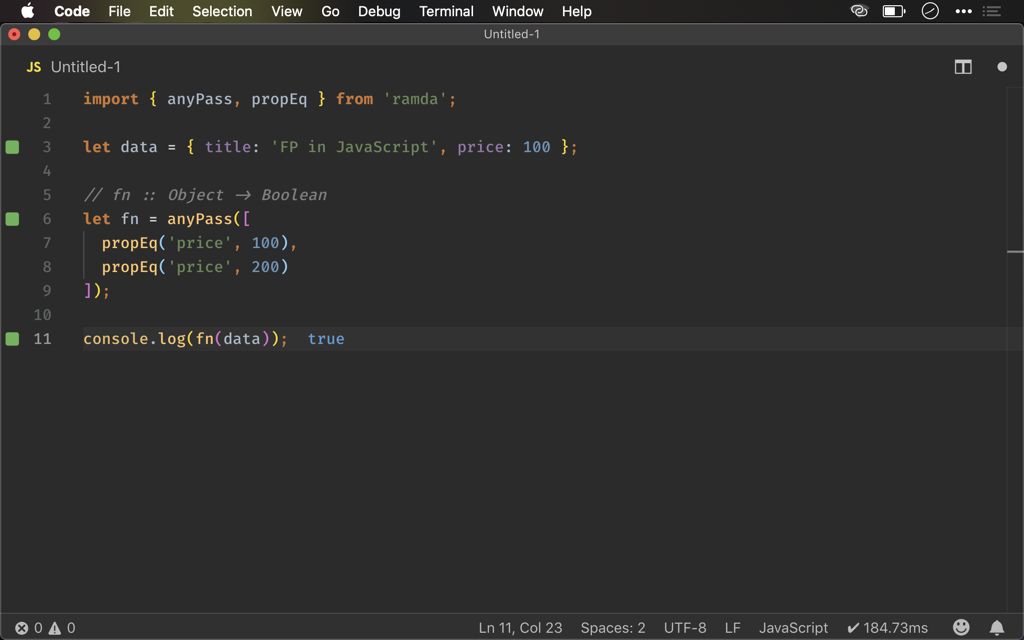 Code File Edit Selection View Go Debug Terminal Window Help
Untitled-1
JS Untitled-1
1 import { anyPass, propEq } from 'ramda';
2
3 let data = { title: 'FP in JavaScript', price: 100 };
4
5 // fn :: Object -> Boolean
6 let fn = anyPass([
7 propEq('price', 100),
8 propEq('price', 200)
9 ]);
10
11 console.log(fn(data)); true
0 0 Ln 11, Col 23 Spaces: 2 UTF-8 LF JavaScript ✔ 184.73ms